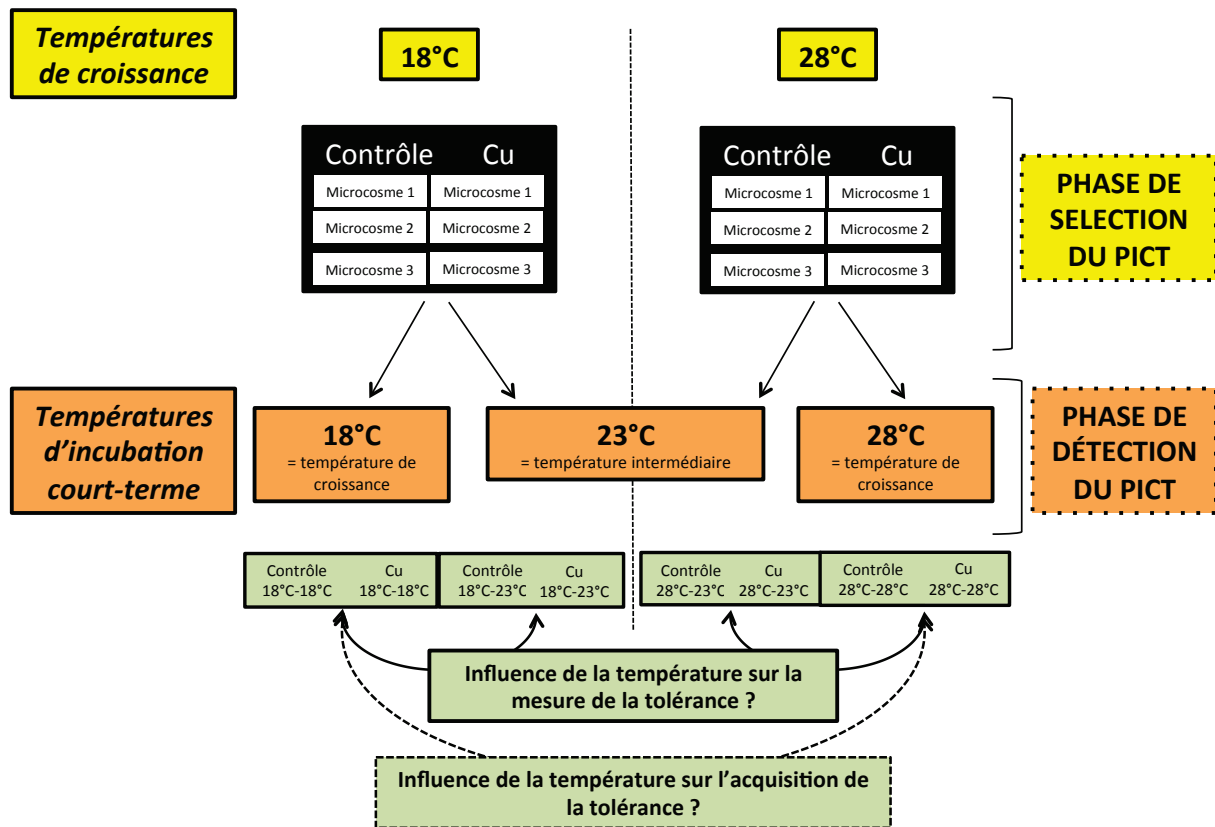 Températures
de croissance
18°C
28°C
Contrôle Cu
Microcosme 1 Microcosme 1
Microcosme 2 Microcosme 2
Microcosme 3 Microcosme 3
Contrôle Cu
Microcosme 1 Microcosme 1
Microcosme 2 Microcosme 2
Microcosme 3 Microcosme 3
PHASE DE
SELECTION
DU PICT
Températures
d'incubation
court-terme
18°C
= température de
croissance
23°C
= température intermédiaire
28°C
= température de
croissance
PHASE DE
DÉTECTION
DU PICT
Contrôle Cu
18°C-18°C 18°C-18°C
Contrôle Cu
18°C-23°C 18°C-23°C
Contrôle Cu
28°C-23°C 28°C-23°C
Contrôle Cu
28°C-28°C 28°C-28°C
Influence de la température sur la
mesure de la tolérance ?
Influence de la température sur l'acquisition de
la tolérance ?